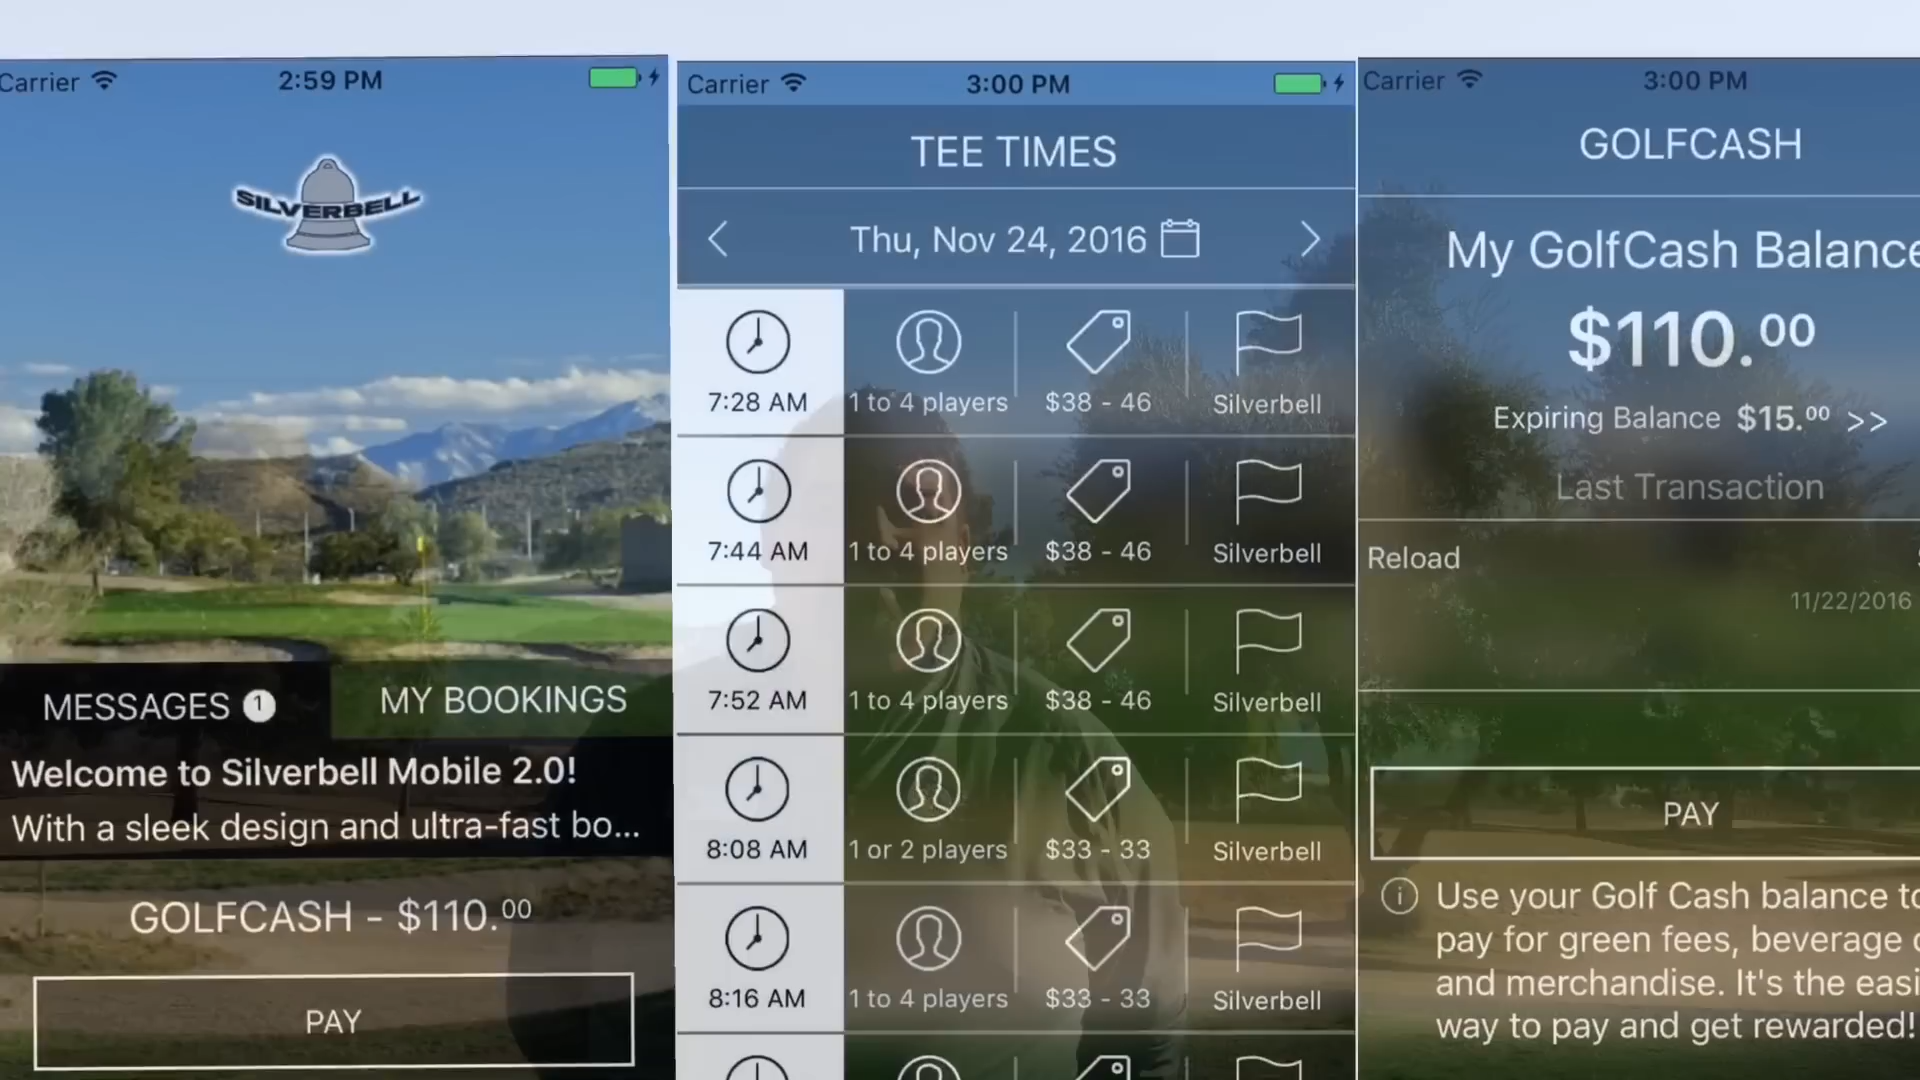 Carrier 2:59 PM
SILVERBELL
MESSAGES 1 MY BOOKINGS
Welcome to Silverbell Mobile 2.0!
With a sleek design and ultra-fast bo...
GOLFCASH - $110.00
PAY
Carrier 3:00 PM
TEE TIMES
Thu, Nov 24, 2016
7:28 AM 1 to 4 players $38 - 46 Silverbell
7:44 AM 1 to 4 players $38 - 46 Silverbell
7:52 AM 1 to 4 players $38 - 46 Silverbell
8:08 AM 1 or 2 players $33 - 33 Silverbell
8:16 AM 1 to 4 players $33 - 33 Silverbell
Carrier 3:00 PM
GOLFCASH
My GolfCash Balance
$110.00
Expiring Balance $15.00 >>
Last Transaction
Reload
11/22/2016
PAY
Use your Golf Cash balance to
pay for green fees, beverage
and merchandise. It's the easi
way to pay and get rewarded!